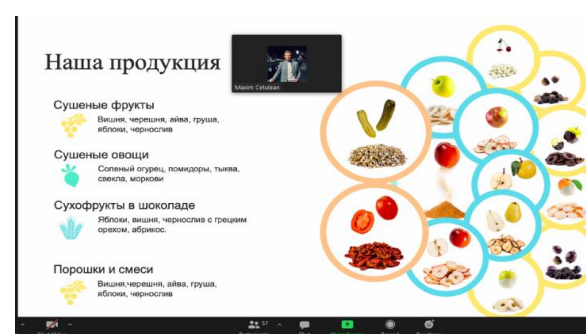 Наша продукция
Maxim Cetulean
Сушеные фрукты
Вишня, черешня, айва, груша,
яблоки, чернослив
Сушеные овощи
Соленый огурец, помидоры, тыква,
свекла, моркови
Сухофрукты в шоколаде
Яблоки, вишня, чернослив с грецким
орехом, абрикос.
Порошки и смеси
Вишня,черешня, айва, груша,
яблоки, чернослив
57